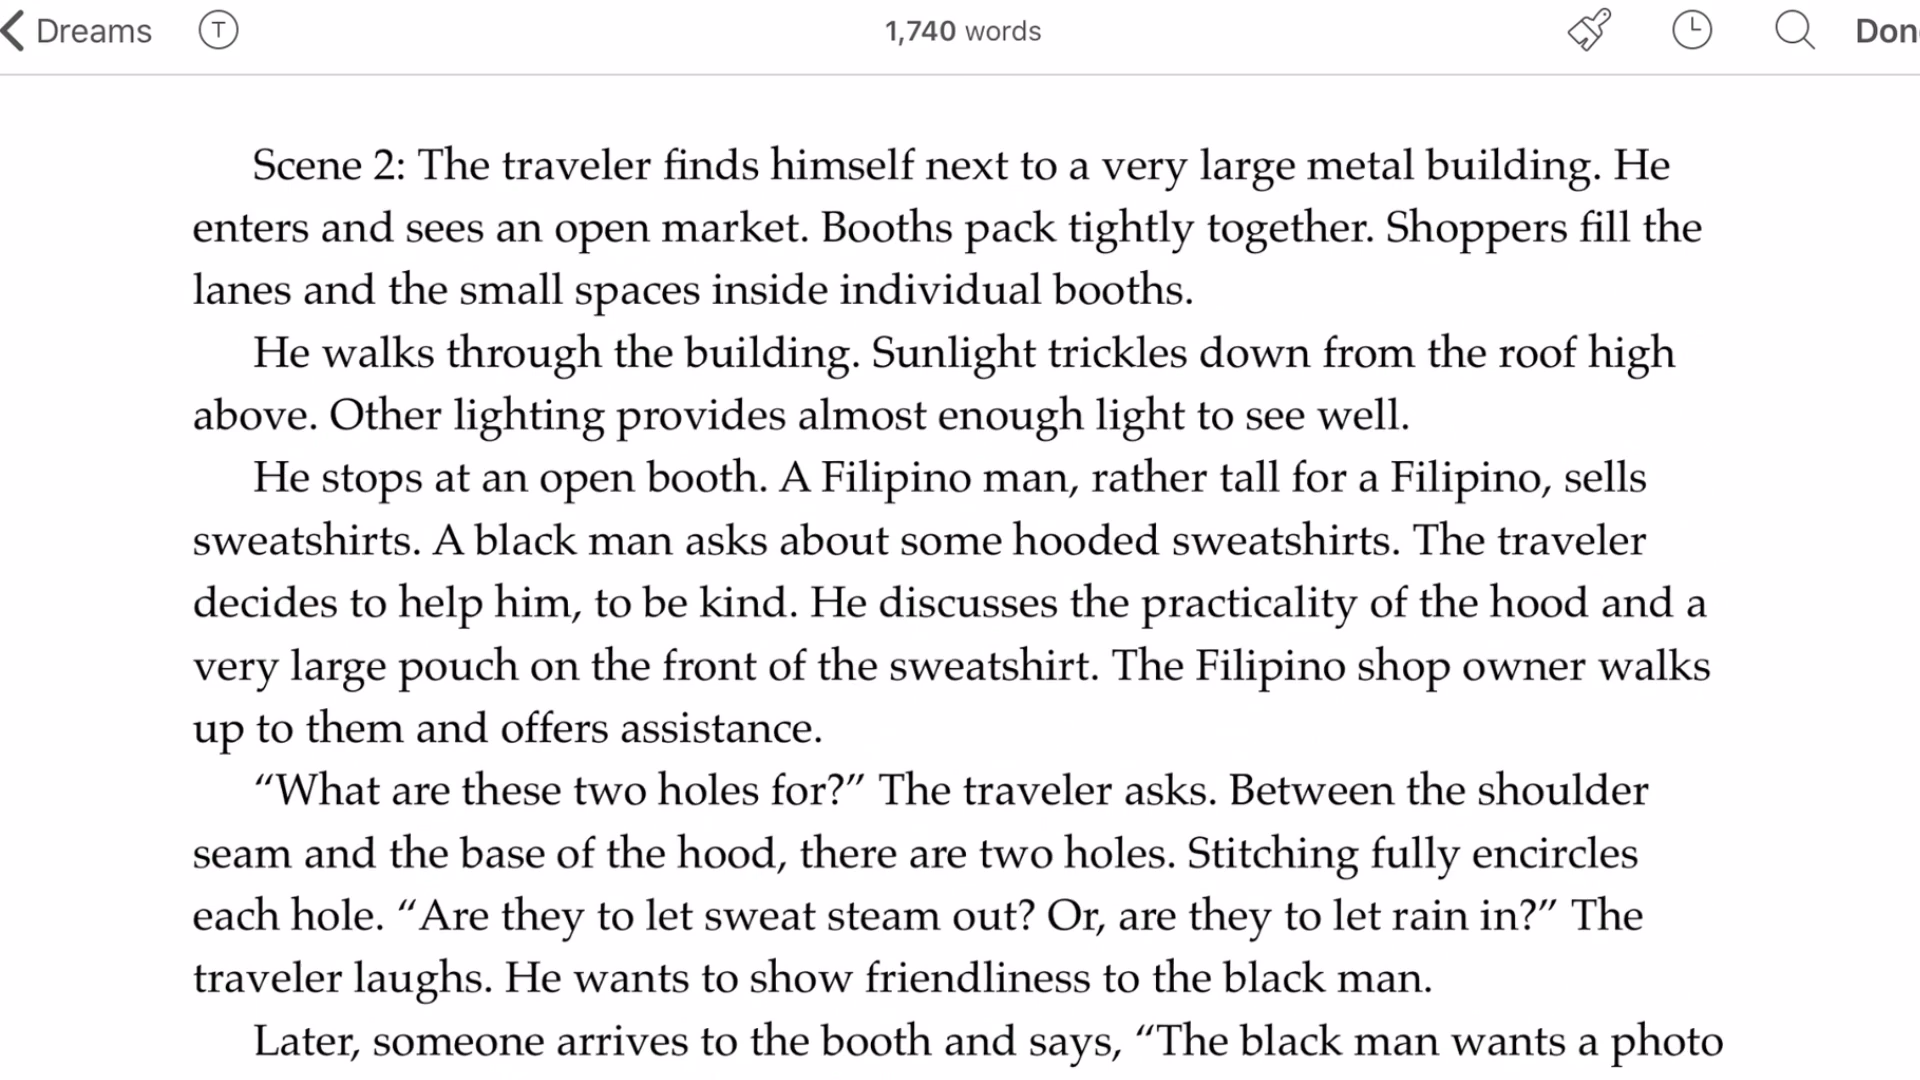 Dreams
T
1,740 words
Don
Scene 2: The traveler finds himself next to a very large metal building. He
enters and sees an open market. Booths pack tightly together. Shoppers fill the
lanes and the small spaces inside individual booths.
He walks through the building. Sunlight trickles down from the roof high
above. Other lighting provides almost enough light to see well.
He stops at an open booth. A Filipino man, rather tall for a Filipino, sells
sweatshirts. A black man asks about some hooded sweatshirts. The traveler
decides to help him, to be kind. He discusses the practicality of the hood and a
very large pouch on the front of the sweatshirt. The Filipino shop owner walks
up to them and offers assistance.
“What are these two holes for?” The traveler asks. Between the shoulder
seam and the base of the hood, there are two holes. Stitching fully encircles
each hole. “Are they to let sweat steam out? Or, are they to let rain in?” The
traveler laughs. He wants to show friendliness to the black man.
Later, someone arrives to the booth and says, “The black man wants a photo